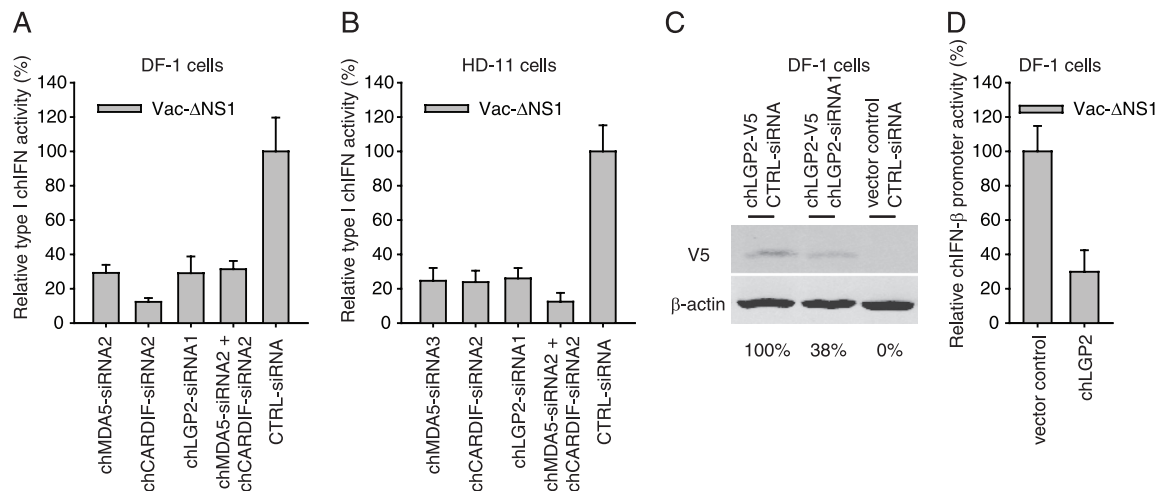 A
DF-1 cells
Relative type I chIFN activity (%)
140
120
100
80
60
40
20
0
Vac-ΔNS1
chMDA5-siRNA2
chCARDIF-siRNA2
chLGP2-siRNA1
chMDA5-siRNA2 +
chCARDIF-siRNA2
CTRL-siRNA
B
HD-11 cells
Relative type I chIFN activity (%)
140
120
100
80
60
40
20
0
Vac-ΔNS1
chMDA5-siRNA3
chCARDIF-siRNA2
chLGP2-siRNA1
chMDA5-siRNA2 +
chCARDIF-siRNA2
CTRL-siRNA
C
DF-1 cells
chLGP2-V5
CTRL-siRNA
chLGP2-V5
chLGP2-siRNA1
vector control
CTRL-siRNA
V5
β-actin
100%
38%
0%
D
DF-1 cells
Relative chIFN-β promoter activity (%)
140
120
100
80
60
40
20
0
Vac-ΔNS1
vector control
chLGP2